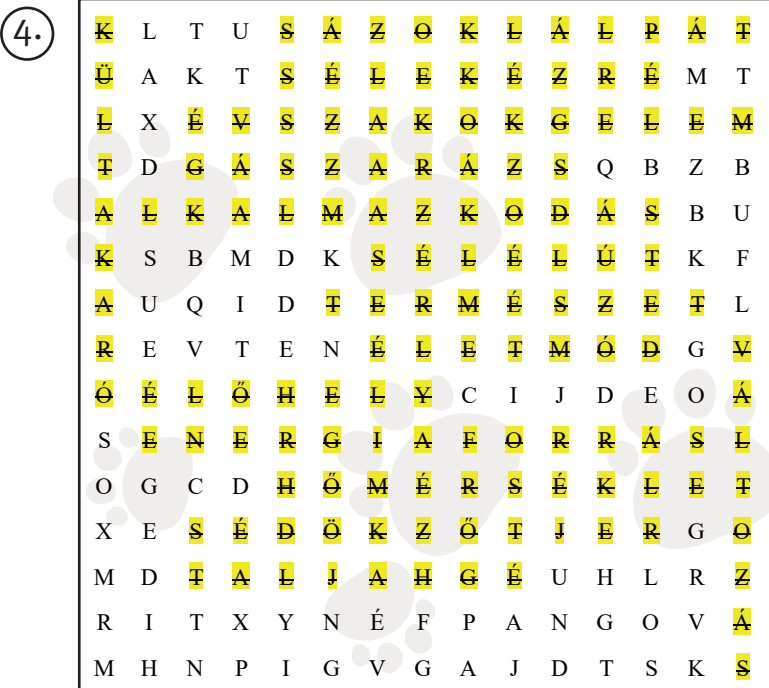 4.
K L T U S Á Z O K L Á L P Á T
Ü A K T S É L E K É Z R É M T
L X É V S Z A K O K G E L E M
T D G Á S Z A R Á Z S Q B Z B
A L K A L M A Z K O D Á S B U
K S B M D K S É L É L Ú T K F
A U Q I D T E R M É S Z E T L
R E V T E N É L E T M Ó D G V
Ó É L Ő H E L Y C I J D E O Á
S E N E R G I A F O R R Á S L
O G C D H Ő M É R S É K L E T
X E S É D Ö K Z Ő T J E R G O
M D T A L J A H G É U H L R Z
R I T X Y N É F P A N G O V Á
M H N P I G V G A J D T S K S